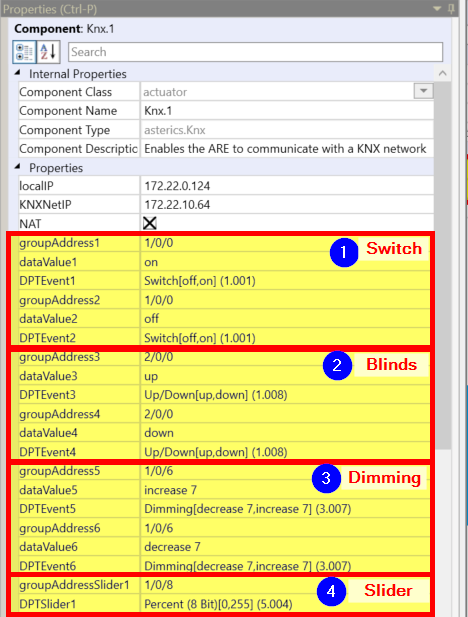 Properties (Ctrl-P)
Component: Knx.1
Search
Internal Properties
Component Class actuator
Component Name Knx.1
Component Type asterics.Knx
Component Descriptic Enables the ARE to communicate with a KNX network
Properties
localIP 172.22.0.124
KNXNetIP 172.22.10.64
NAT
groupAddress1 1/0/0
1 Switch
dataValue1 on
DPTEvent1 Switch[off,on] (1.001)
groupAddress2 1/0/0
dataValue2 off
DPTEvent2 Switch[off,on] (1.001)
groupAddress3 2/0/0
2 Blinds
dataValue3 up
DPTEvent3 Up/Down[up,down] (1.008)
groupAddress4 2/0/0
dataValue4 down
DPTEvent4 Up/Down[up,down] (1.008)
groupAddress5 1/0/6
3 Dimming
dataValue5 increase 7
DPTEvent5 Dimming[decrease 7,increase 7] (3.007)
groupAddress6 1/0/6
dataValue6 decrease 7
DPTEvent6 Dimming[decrease 7,increase 7] (3.007)
groupAddressSlider1 1/0/8
4 Slider
DPTSlider1 Percent (8 Bit)[0,255] (5.004)